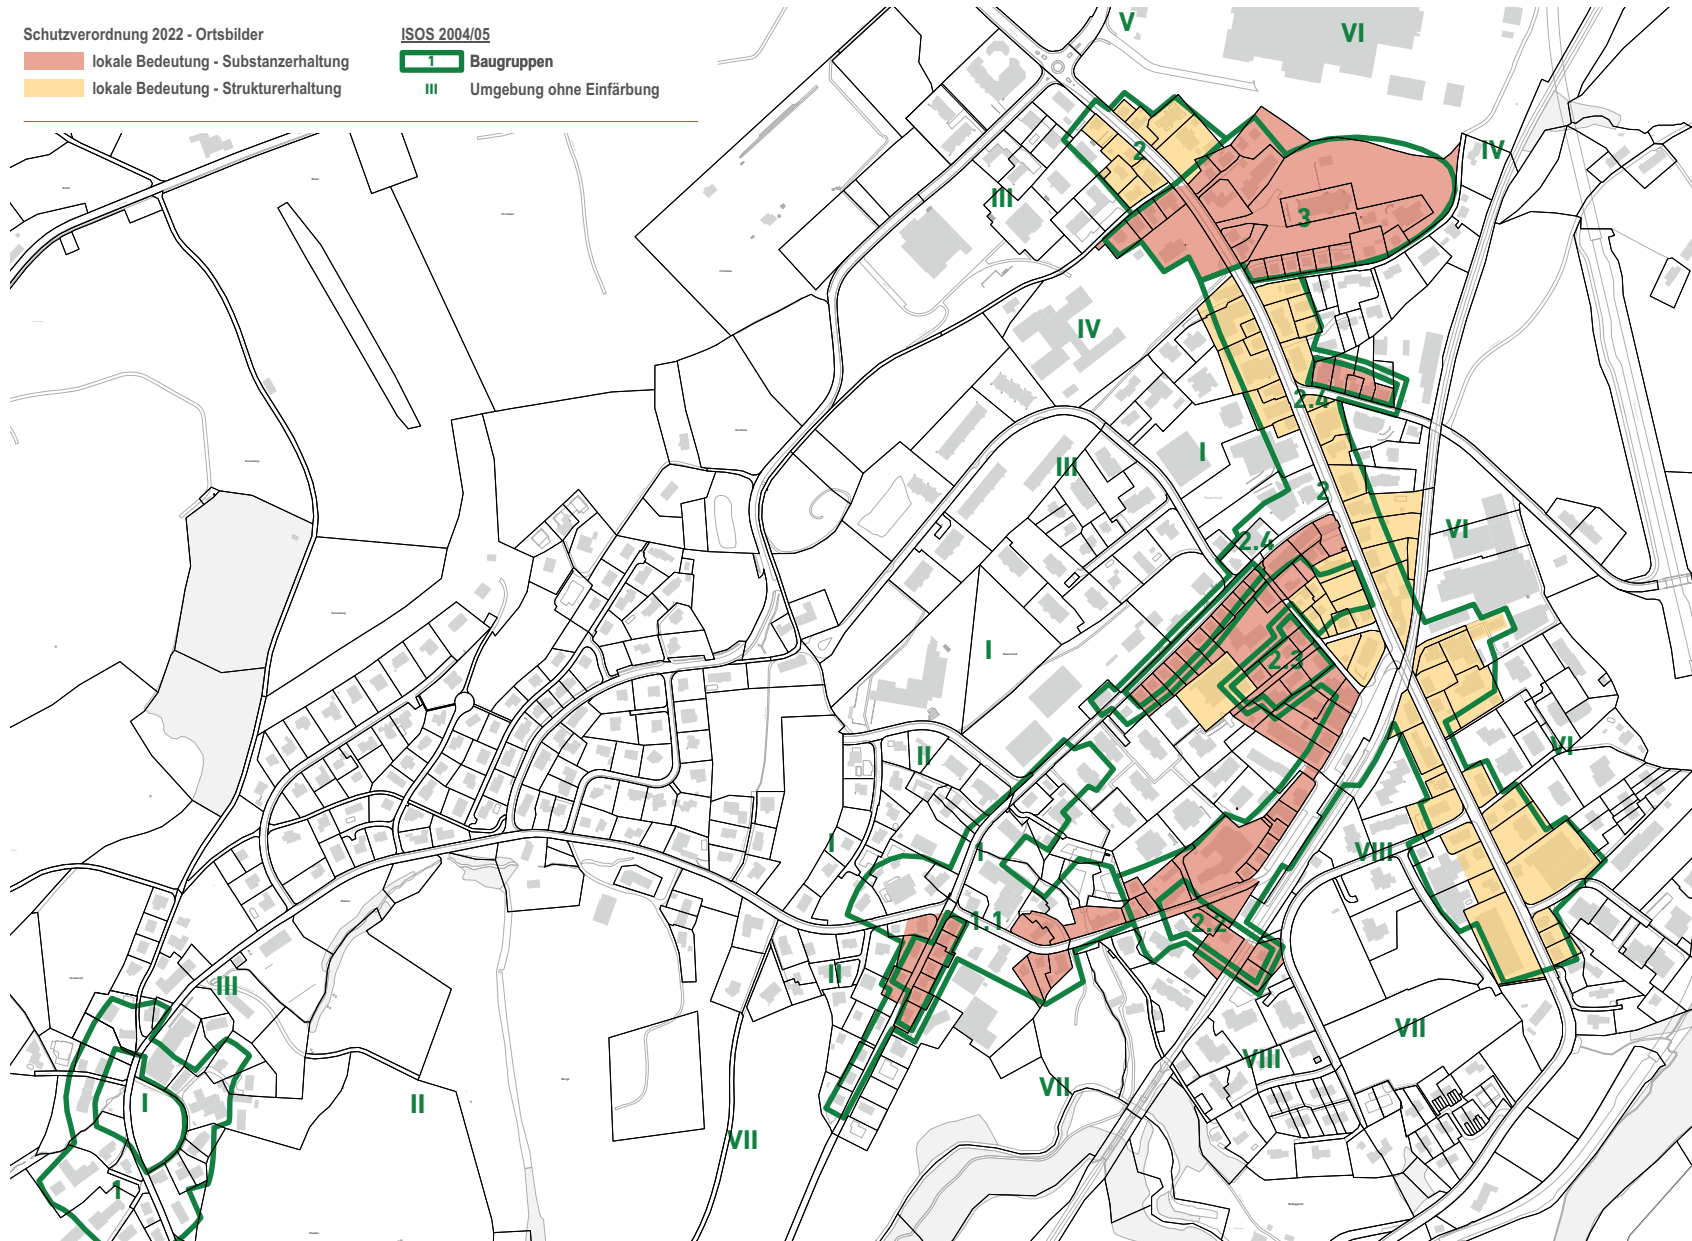 Schutzverordnung 2022 - Ortsbilder
lokale Bedeutung - Substanzerhaltung
lokale Bedeutung - Strukturerhaltung
ISOS 2004/05
1 Baugruppen
III Umgebung ohne Einfärbung
V
VI
2
IV
III
3
IV
2.4
I
III
2
VI
2.4
I
2.3
II
VI
I
1
VIII
1.1
2.2
II
III
VII
VIII
VII
I
II
VII
1